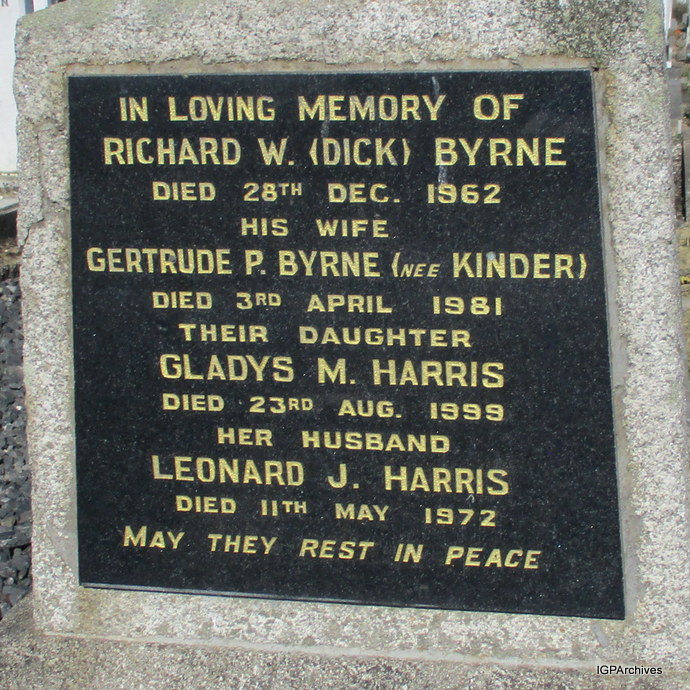 IN LOVING MEMORY OF
RICHARD W. (DICK) BYRNE
DIED 28TH DEC. 1962
HIS WIFE
GERTRUDE P. BYRNE (NEE KINDER)
DIED 3RD APRIL 1981
THEIR DAUGHTER
GLADYS M. HARRIS
DIED 23RD AUG. 1999
HER HUSBAND
LEONARD J. HARRIS
DIED 11TH MAY 1972
MAY THEY REST IN PEACE
IGPArchives